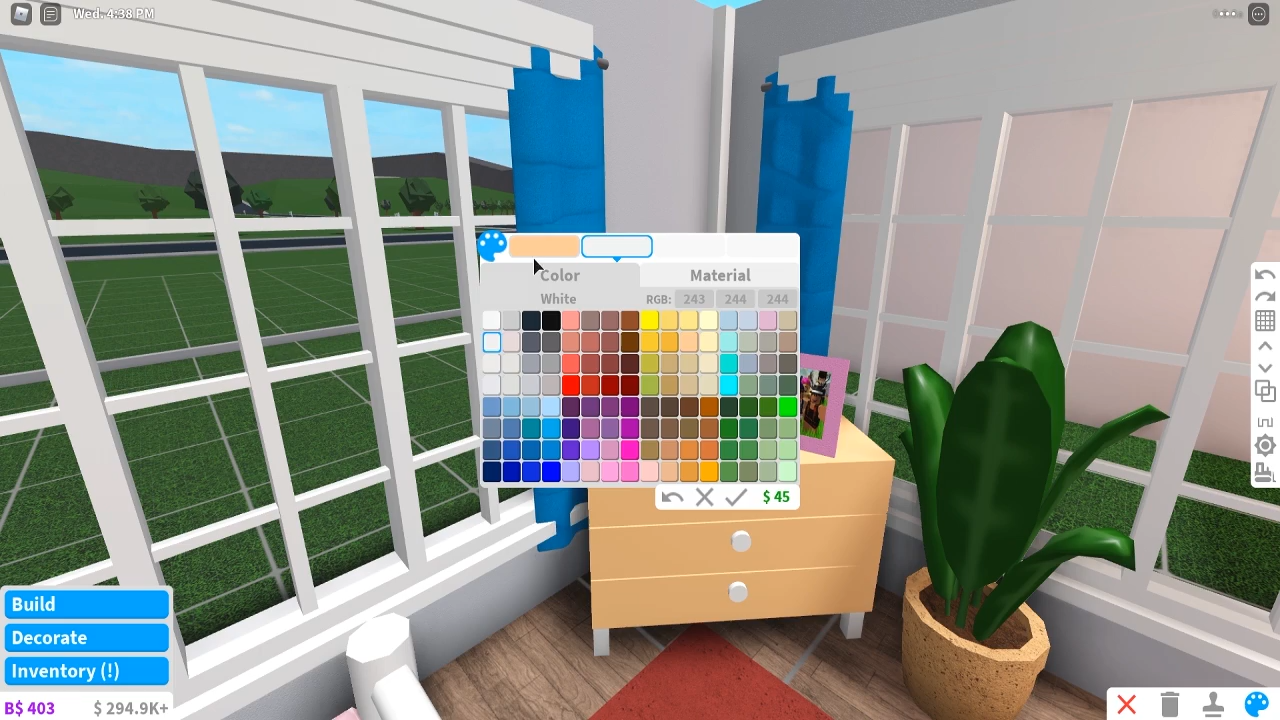 Wed. 4:38 PM
Color
Material
White
RGB: 243 244 244
$ 45
Build
Decorate
Inventory (!)
B$ 403
$ 294.9K+